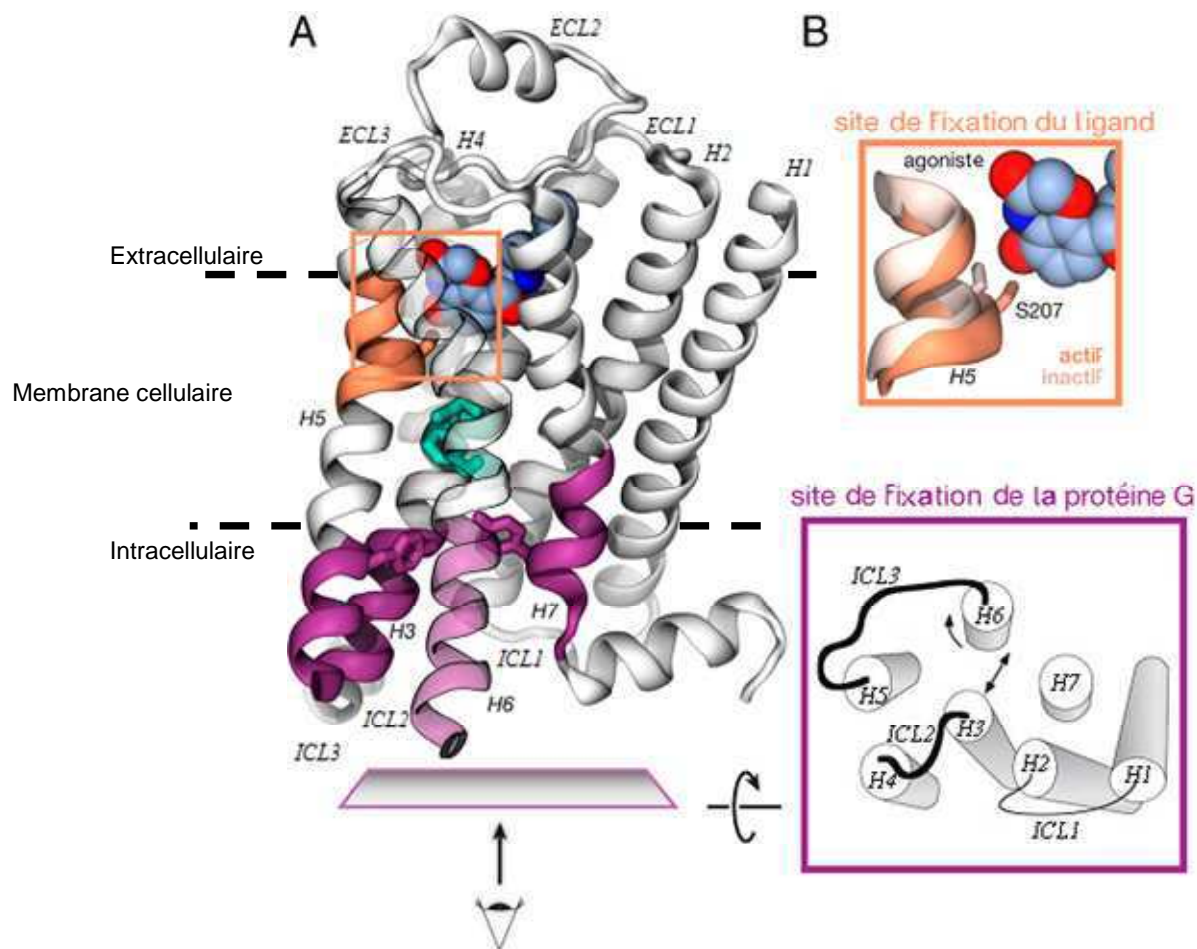 A
ECL2
ECL3
H4
ECL1
H2
H1
Extracellulaire
Membrane cellulaire
H5
Intracellulaire
H3
H7
ICL1
ICL2
H6
ICL3
B
site de fixation du ligand
agoniste
S207
actif
inactif
H5
site de fixation de la protéine G
ICL3
H6
H5
H7
ICL2
H3
H4
H2
H1
ICL1